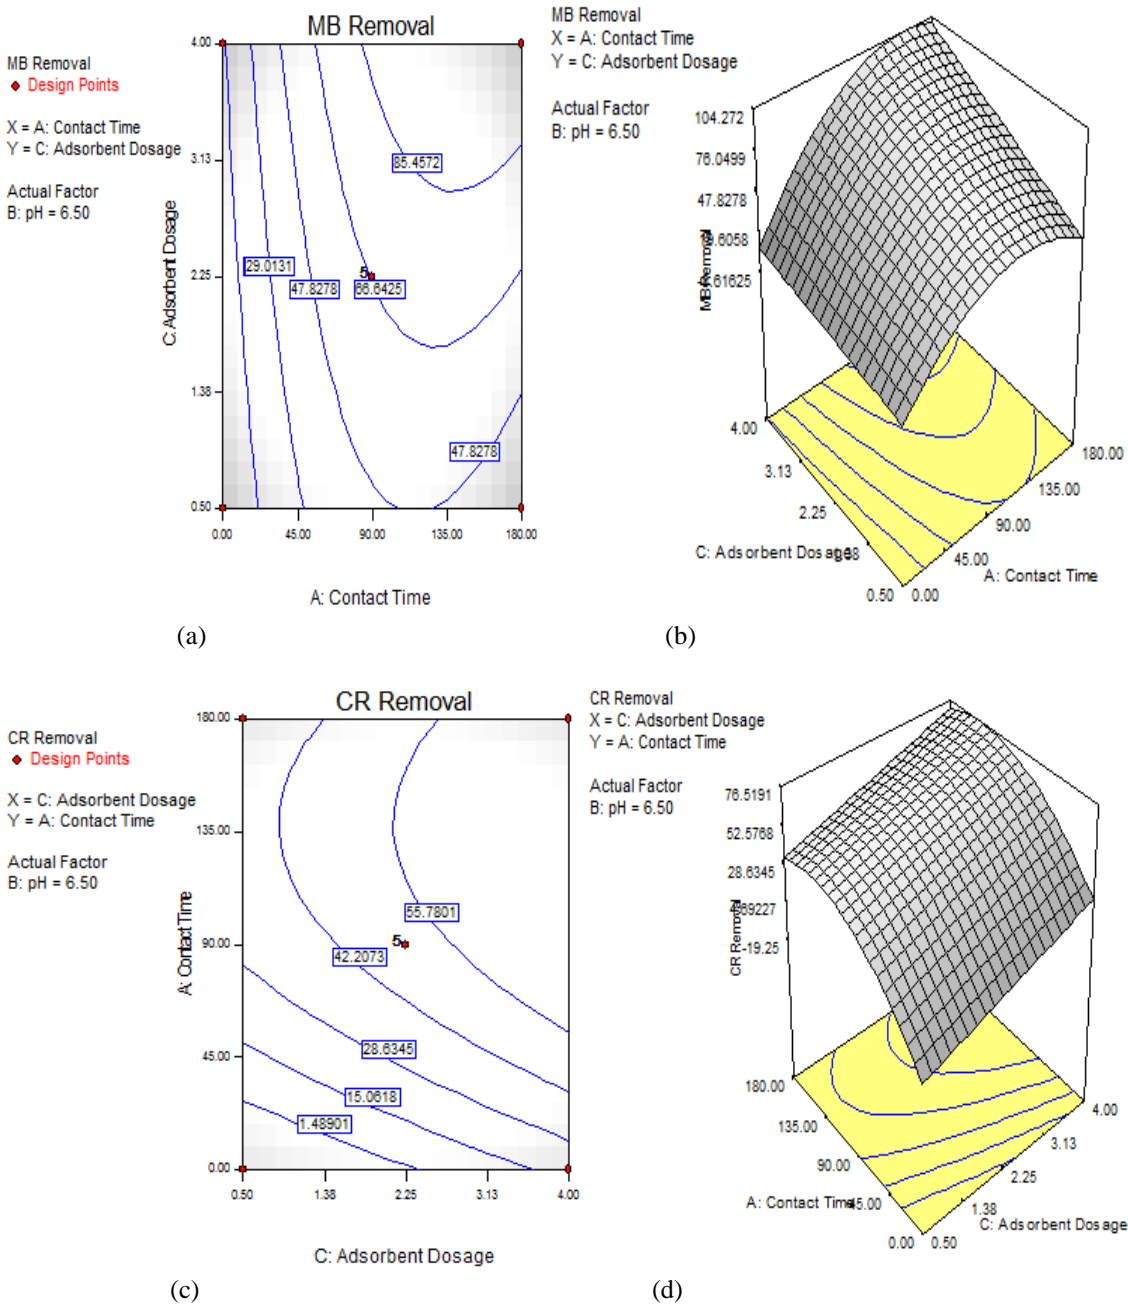 MB Removal
MB Removal
Design Points
X = A: Contact Time
Y = C: Adsorbent Dosage
Actual Factor
B: pH = 6.50
C: Adsorbent Dosage
4.00
3.13
2.25
1.38
0.50
85.4572
29.0131
47.8278
5
66.6425
47.8278
0.00
45.00
90.00
135.00
180.00
A: Contact Time
(a)
MB Removal
X = A: Contact Time
Y = C: Adsorbent Dosage
Actual Factor
B: pH = 6.50
104.272
76.0499
47.8278
MB Removal
4.00
3.13
2.25
0.50
C: Adsorbent Dosage
180.00
135.00
90.00
45.00
0.00
A: Contact Time
(b)
CR Removal
CR Removal
Design Points
X = C: Adsorbent Dosage
Y = A: Contact Time
Actual Factor
B: pH = 6.50
A: Contact Time
180.00
135.00
90.00
45.00
0.00
55.7801
5
42.2073
28.6345
15.0618
1.48901
0.50
1.38
2.25
3.13
4.00
C: Adsorbent Dosage
(c)
CR Removal
X = C: Adsorbent Dosage
Y = A: Contact Time
Actual Factor
B: pH = 6.50
76.5191
52.5768
28.6345
-19.25
CR Removal
180.00
135.00
90.00
45.00
0.00
A: Contact Time
4.00
3.13
2.25
1.38
0.50
C: Adsorbent Dosage
(d)